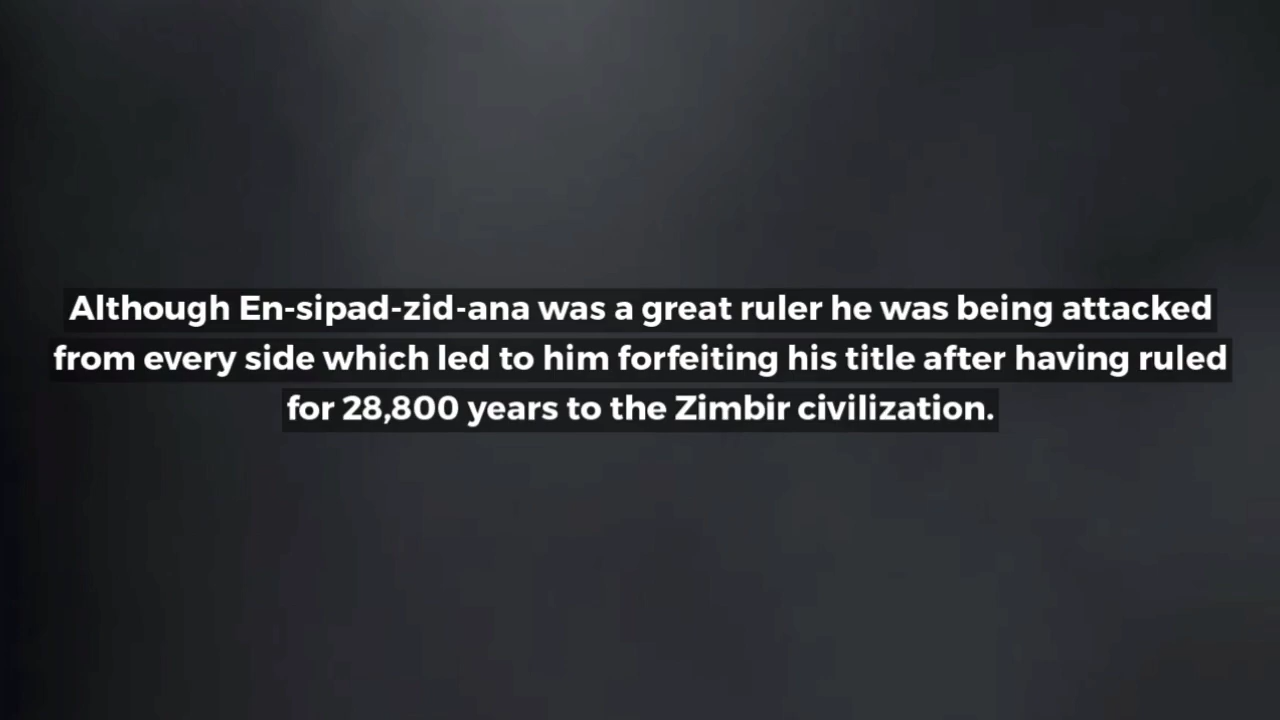 Although En-sipad-zid-ana was a great ruler he was being attacked
from every side which led to him forfeiting his title after having ruled
for 28,800 years to the Zimbir civilization.